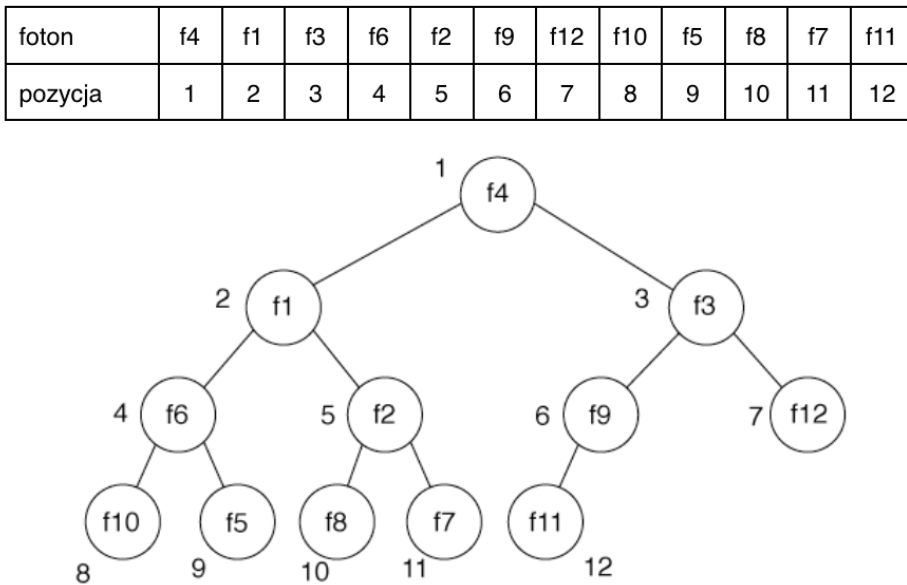 foton f4 f1 f3 f6 f2 f9 f12 f10 f5 f8 f7 f11
pozycja 1 2 3 4 5 6 7 8 9 10 11 12
1 f4
2 f1 3 f3
4 f6 5 f2 6 f9 7 f12
f10 f5 f8 f7 f11
8 9 10 11 12